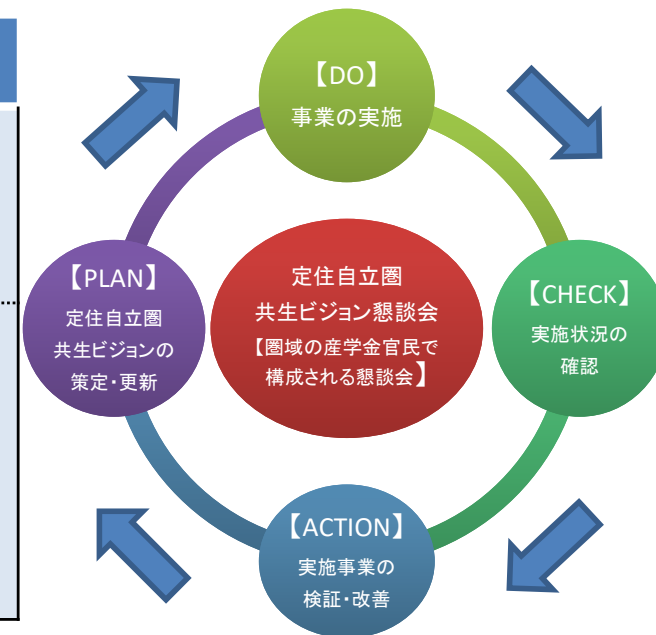 【DO】
事業の実施
【PLAN】
定住自立圏
共生ビジョンの
策定・更新
定住自立圏
共生ビジョン懇談会
【圏域の産学金官民で
構成される懇談会】
【CHECK】
実施状況の
確認
【ACTION】
実施事業の
検証・改善